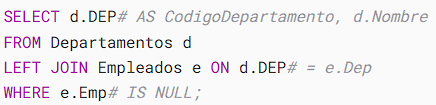 SELECT d.DEP# AS CodigoDepartamento, d.Nombre
FROM Departamentos d
LEFT JOIN Empleados e ON d.DEP# = e.Dep
WHERE e.Emp# IS NULL;